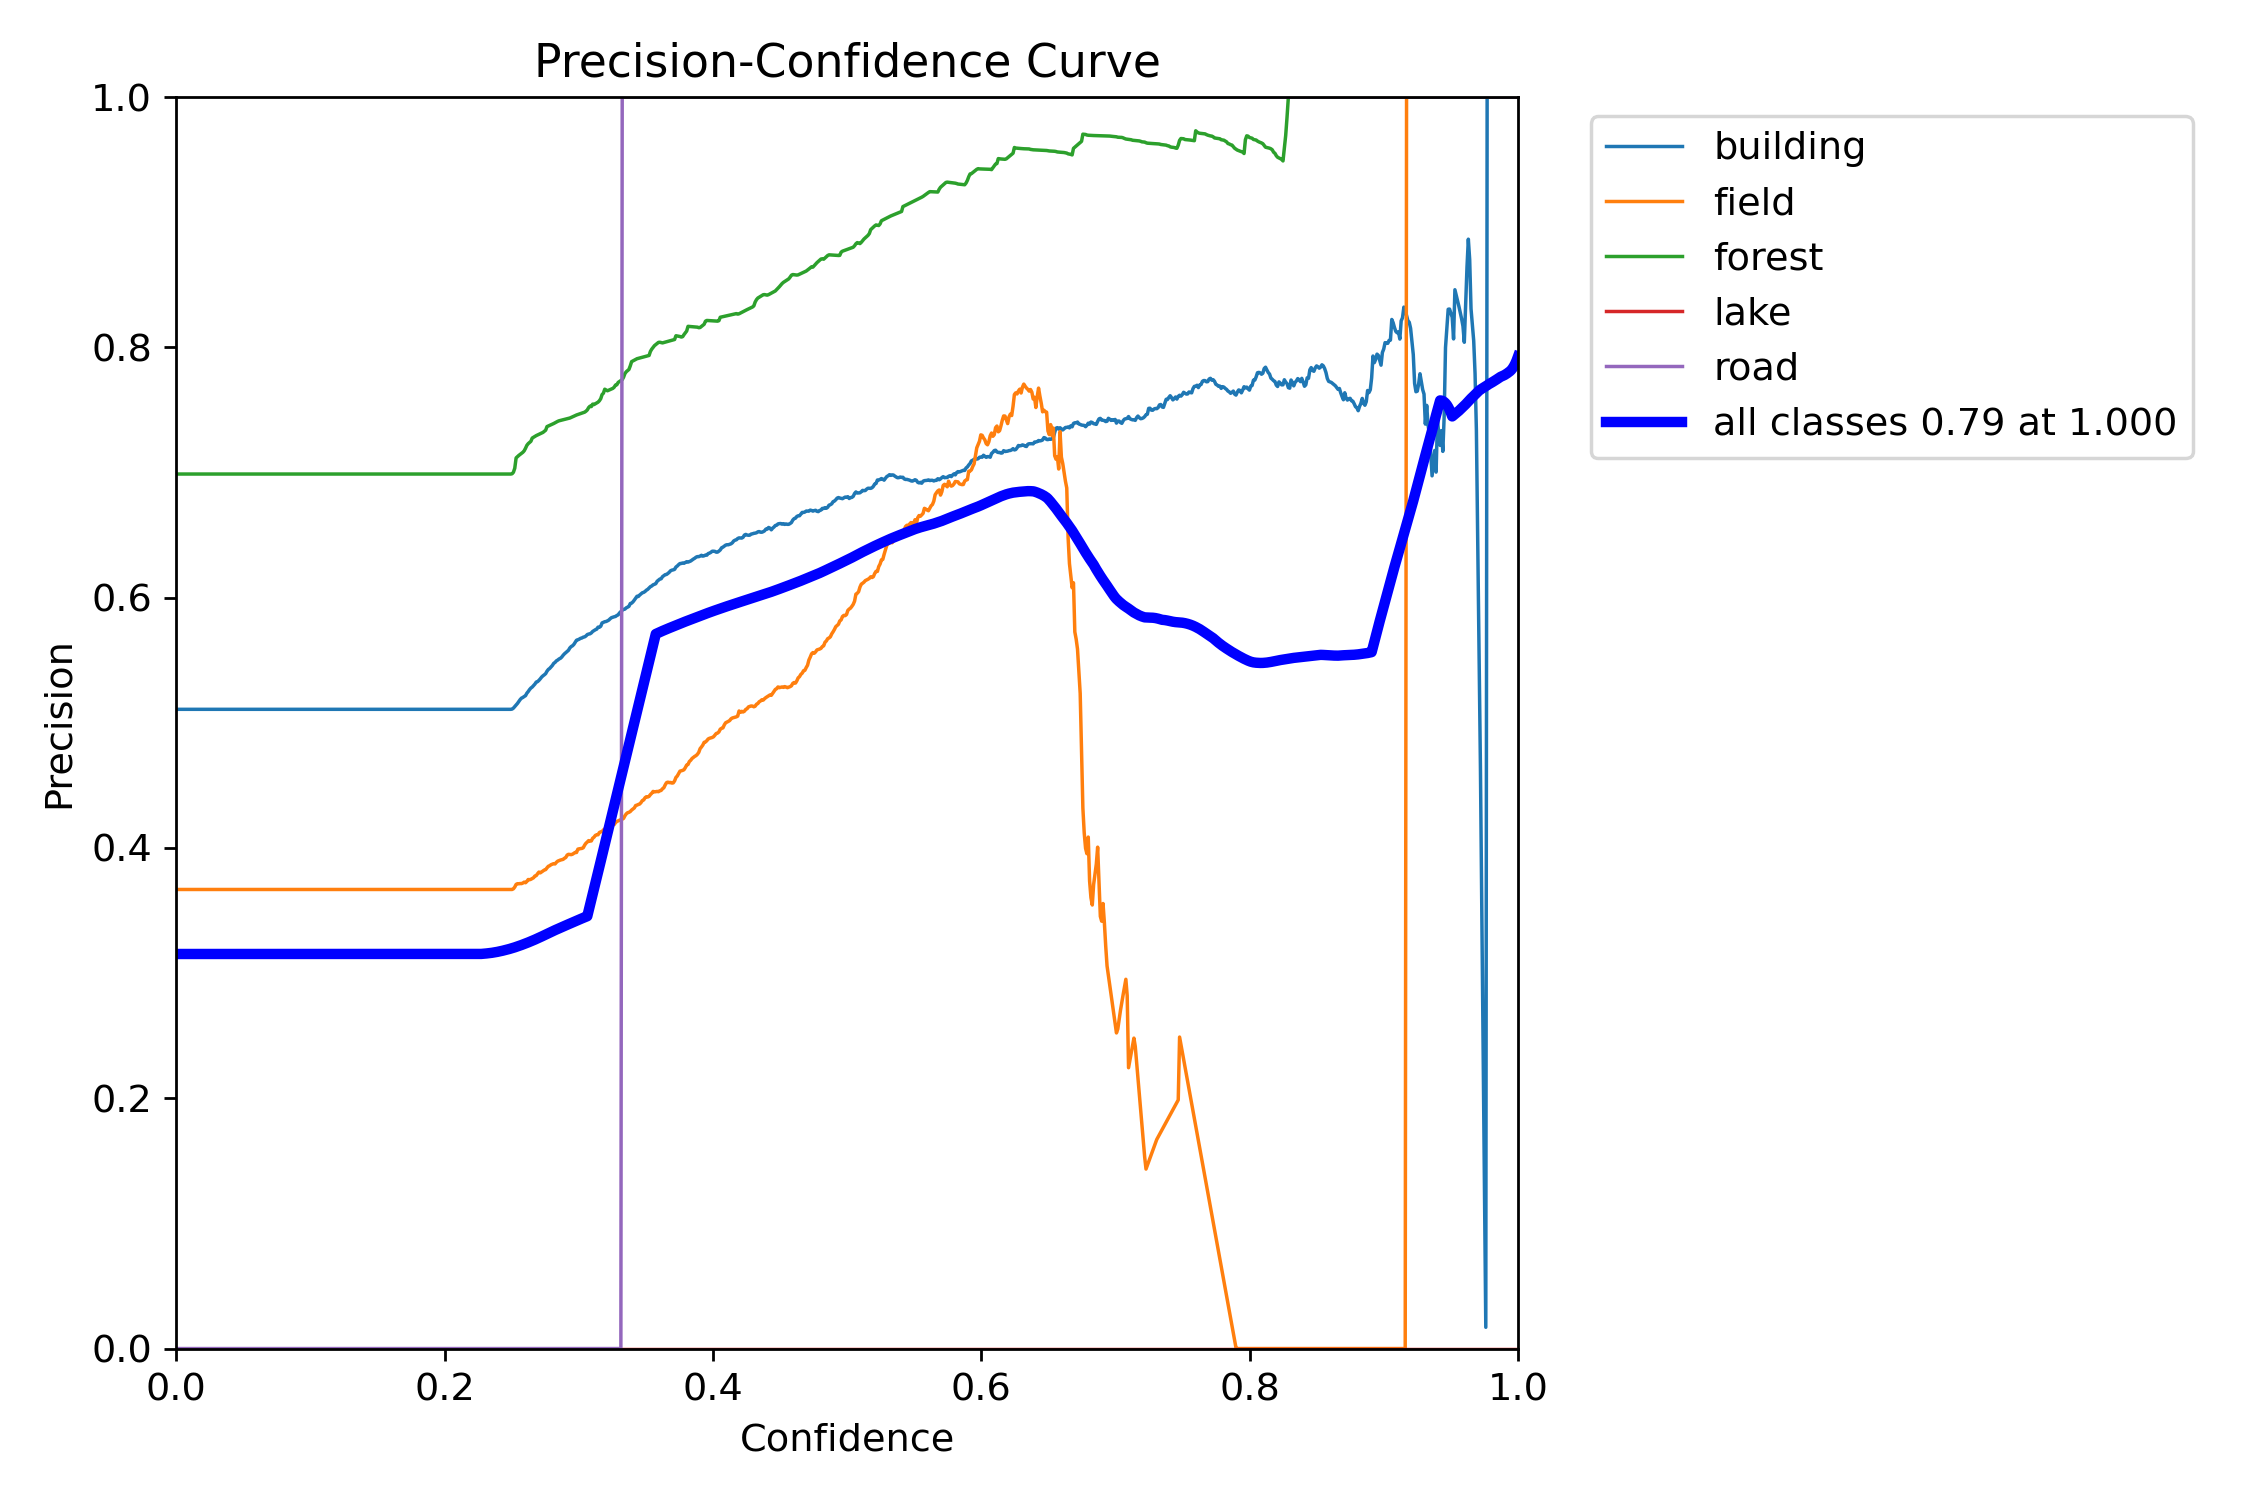 Precision-Confidence Curve
1.0
0.8
0.6
0.4
0.2
0.0
Precision
0.0 0.2 0.4 0.6 0.8 1.0
Confidence
building
field
forest
lake
road
all classes 0.79 at 1.000